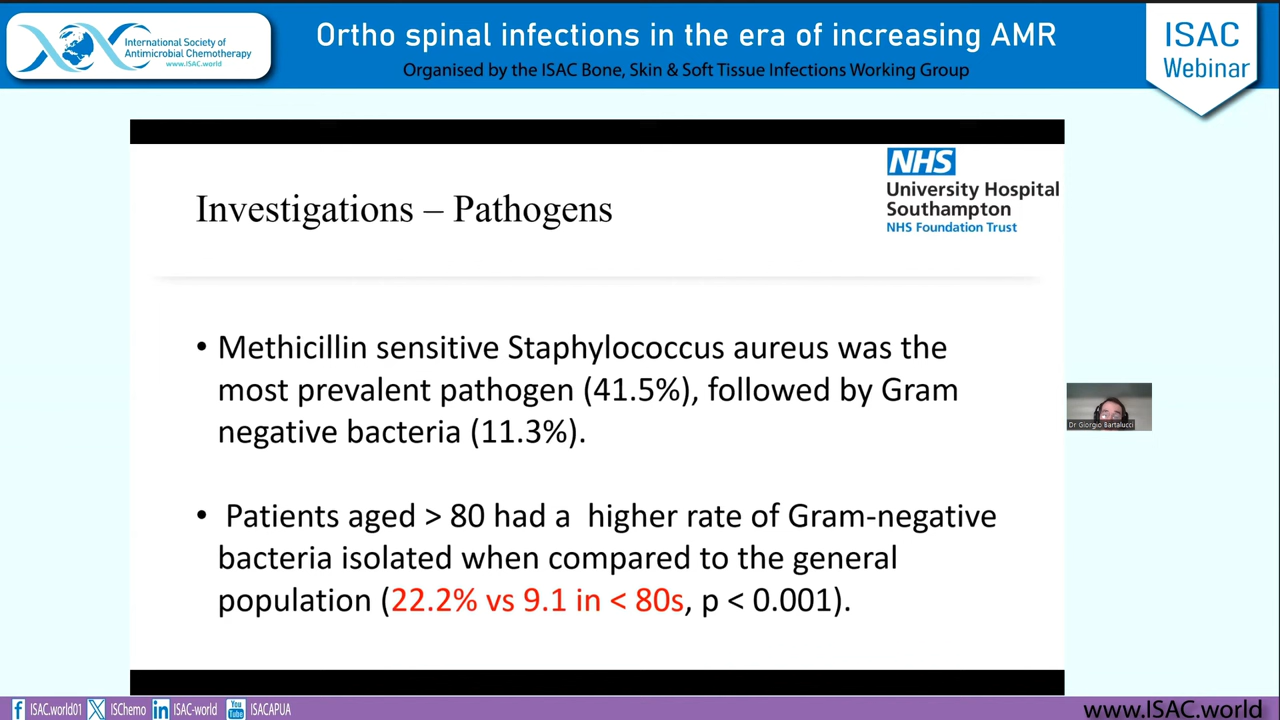 International Society of
Antimicrobial Chemotherapy
www.ISAC.world
Ortho spinal infections in the era of increasing AMR
Organised by the ISAC Bone, Skin & Soft Tissue Infections Working Group
ISAC
Webinar
NHS
University Hospital
Southampton
NHS Foundation Trust
Investigations – Pathogens
• Methicillin sensitive Staphylococcus aureus was the
most prevalent pathogen (41.5%), followed by Gram
negative bacteria (11.3%).
• Patients aged > 80 had a higher rate of Gram-negative
bacteria isolated when compared to the general
population (22.2% vs 9.1 in < 80s, p < 0.001).
Dr Giorgio Bartalucci
f ISAC.world01 X ISChemo in ISAC-world You Tube ISACAPUA
www.ISAC.world